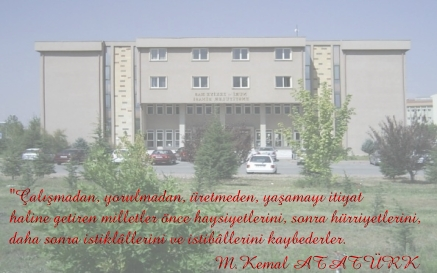 "Çalışmadan, yorulmadan, üretmeden, yaşamayı itiyat
haline getiren milletler önce haysiyetlerini, sonra hürriyetlerini,
daha sonra istiklâllerini ve istibâllerini kaybederler.
M.Kemal ATATÜRK